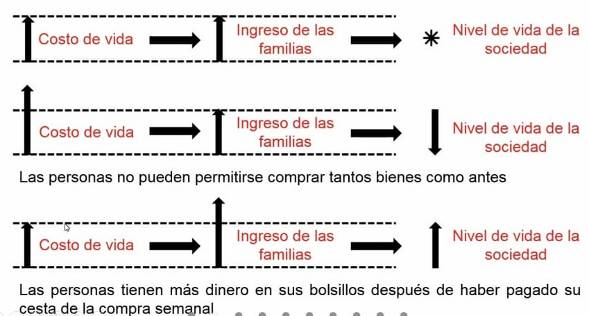 Costo de vida
Ingreso de las
familias
Nivel de vida de la
sociedad
Costo de vida
Ingreso de las
familias
Nivel de vida de la
sociedad
Las personas no pueden permitirse comprar tantos bienes como antes
Costo de vida
Ingreso de las
familias
Nivel de vida de la
sociedad
Las personas tienen más dinero en sus bolsillos después de haber pagado su
cesta de la compra semanal